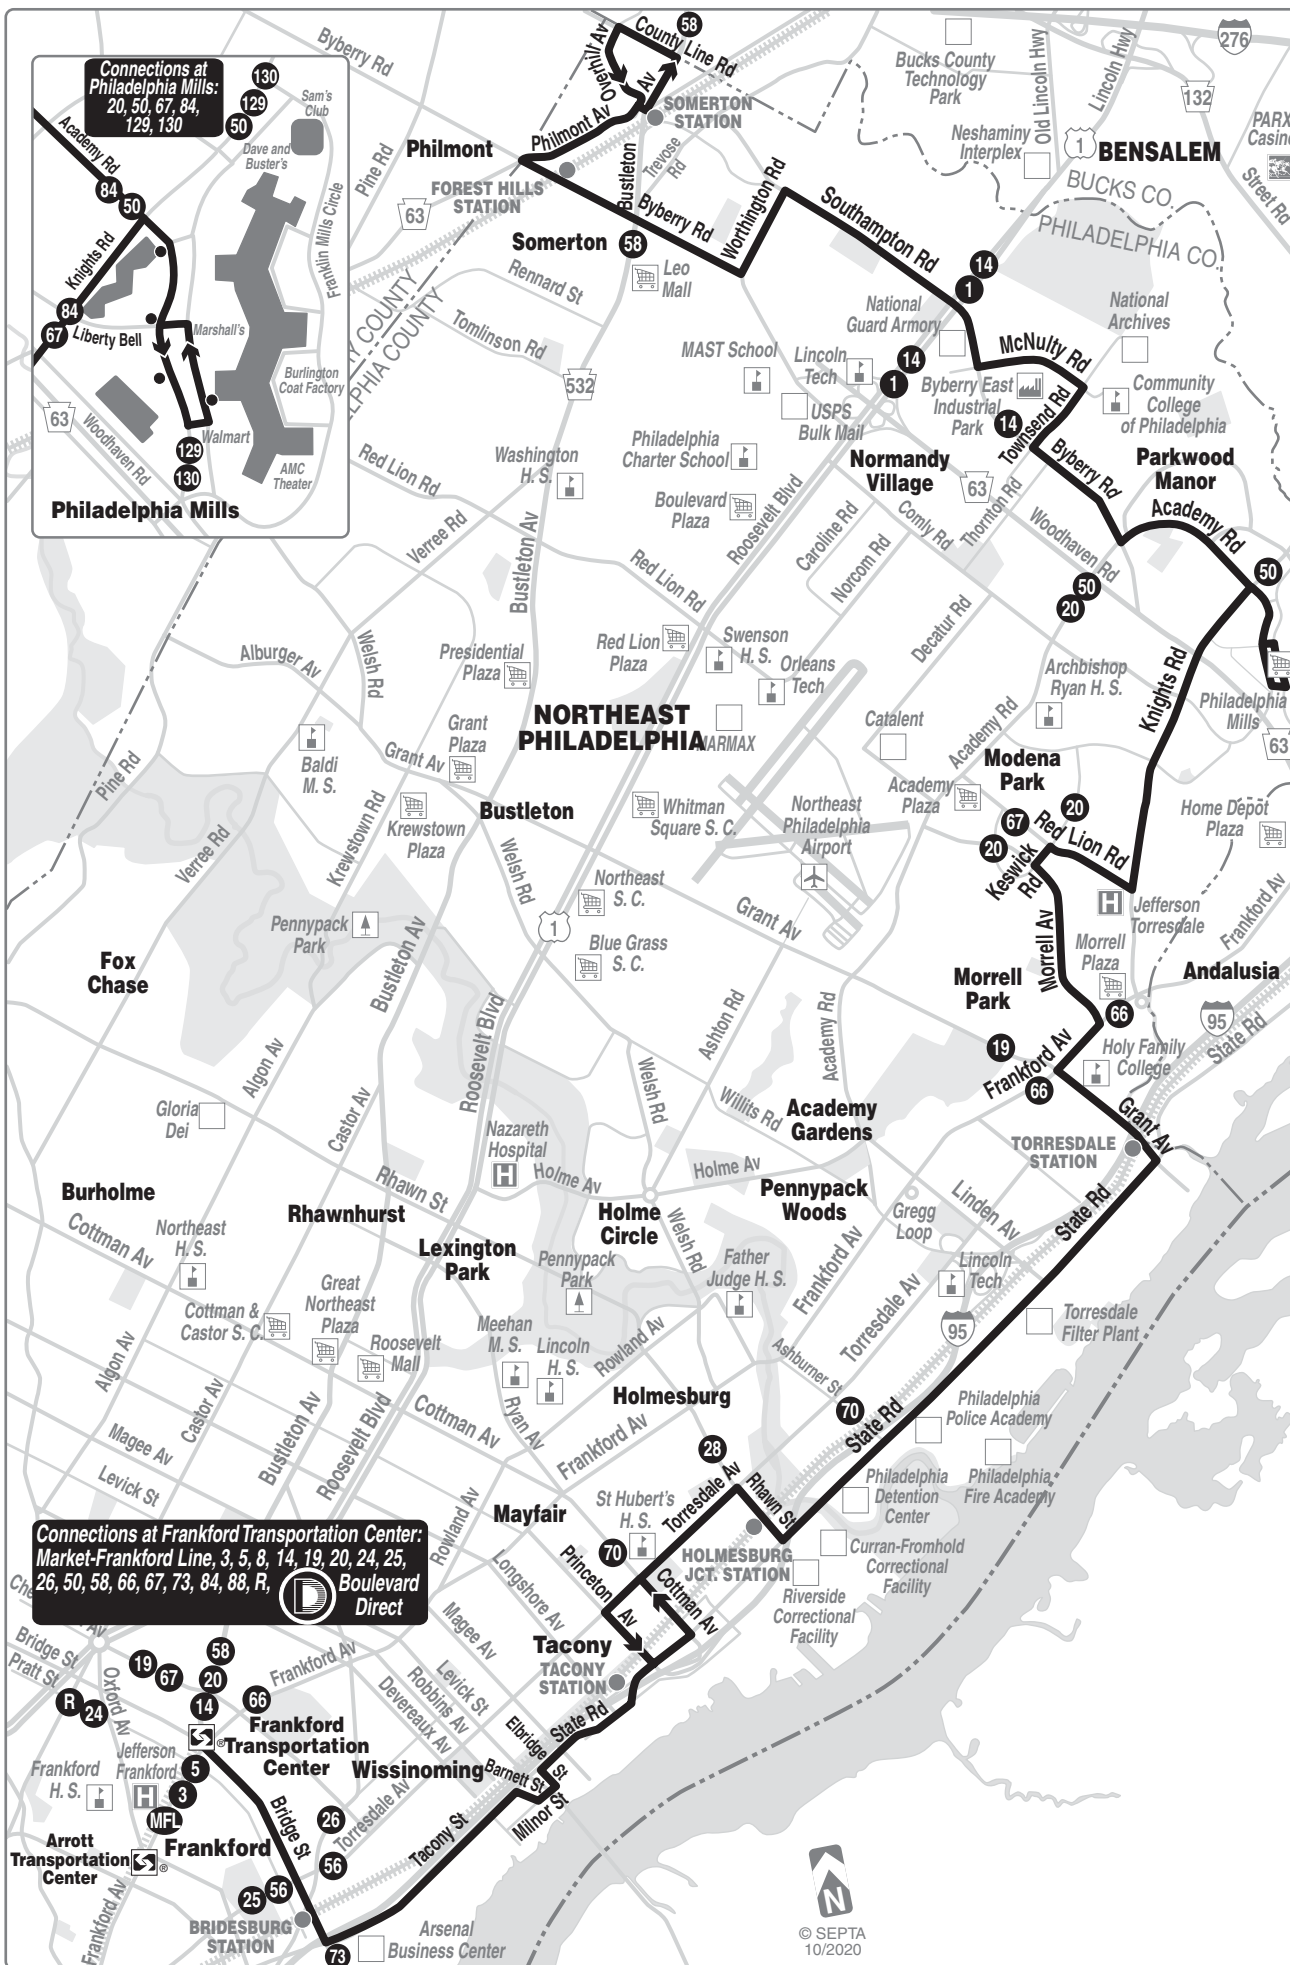 58
County Line Rd
Overhill Av
Av
Byberry Rd
276
Bucks County
Technology
Park
Old Lincoln Hwy
Lincoln Hwy
132
Connections at
Philadelphia Mills:
20, 50, 67, 84,
129, 130
130
129
50
Sam's
Club
Dave and
Buster's
Academy Rd
84
50
Knights Rd
84
67
Liberty Bell
Marshall's
Franklin Mills Circle
Burlington
Coat Factory
63
Woodhaven Rd
Walmart
129
130
AMC
Theater
Philadelphia Mills
Pine Rd
Philmont
Philmont Av
SOMERTON
STATION
Trevose
Rd
Bustleton
FOREST HILLS
STATION
63
Somerton
58
Byberry Rd
Worthington Rd
Southampton Rd
Neshaminy
Interplex
1
BENSALEM
PARX
Casino
Street Rd
BUCKS CO.
PHILADELPHIA CO.
Leo
Mall
Rennard St
Y COUNTY
LPHIA COUNTY
Tomlinson Rd
532
14
1
National
Guard Armory
National
Archives
McNulty Rd
MAST School
Lincoln
Tech
14
1
USPS
Bulk Mail
Byberry East
Industrial
Park
14
Townsend Rd
Community
College
of Philadelphia
Philadelphia
Charter School
Washington
H. S.
Red Lion Rd
Verree Rd
Bustleton Av
Boulevard
Plaza
Roosevelt Blvd
Normandy
Village
63
Byberry Rd
Parkwood
Manor
Academy Rd
Comly Rd
Thornton Rd
Woodhaven Rd
Caroline Rd
Norcom Rd
Red Lion Rd
50
50
20
Decatur Rd
Alburger Av
Welsh Rd
Presidential
Plaza
Red Lion
Plaza
Swenson
H. S.
Orleans
Tech
Archbishop
Ryan H. S.
Knights Rd
Philadelphia
Mills
63
NORTHEAST
PHILADELPHIA
MARMAX
Catalent
Academy Rd
Modena
Park
Baldi
M. S.
Grant
Plaza
Grant Av
Pine Rd
Bustleton
Krewstown
Plaza
Krewstown Rd
Verree Rd
Whitman
Square S. C.
Northeast
Philadelphia
Airport
Academy
Plaza
67
20
20
Red Lion Rd
Keswick
Rd
Home Depot
Plaza
Welsh Rd
Northeast
S. C.
Grant Av
Pennypack
Park
1
Blue Grass
S. C.
Jefferson
Torresdale
Frankford Av
Morrell Av
Morrell
Plaza
Andalusia
Fox
Chase
Bustleton Av
Morrell
Park
66
95
State Rd
Roosevelt Blvd
Ashton Rd
Academy Rd
19
Frankford Av
66
Holy Family
College
Algon Av
Castor Av
Welsh Rd
Willits Rd
Academy
Gardens
Grant Av
Gloria
Dei
Nazareth
Hospital
TORRESDALE
STATION
Rhawn St
Holme Av
Holme Av
Pennypack
Woods
Linden Av
State Rd
Burholme
Rhawnhurst
Holme
Circle
Gregg
Loop
Cottman Av
Northeast
H. S.
Lexington
Park
Welsh Rd
Pennypack
Park
Father
Judge H. S.
Frankford Av
Lincoln
Tech
Cottman &
Castor S. C.
Great
Northeast
Plaza
Torresdale Av
95
Torresdale
Filter Plant
Algon Av
Roosevelt
Mall
Meehan
M. S.
Lincoln
H. S.
Rowland Av
Ashburner St
Castor Av
Holmesburg
Philadelphia
Police Academy
Magee Av
Bustleton Av
Roosevelt Blvd
Cottman Av
Ryan Av
Frankford Av
70
State Rd
Levick St
28
Philadelphia
Detention
Center
Philadelphia
Fire Academy
Mayfair
St Hubert's
H. S.
Torresdale Av
Rhawn St
Rowland Av
70
HOLMESBURG
JCT. STATION
Curran-Fromhold
Correctional
Facility
Connections at Frankford Transportation Center:
Market-Frankford Line, 3, 5, 8, 14, 19, 20, 24, 25,
26, 50, 58, 66, 67, 73, 84, 88, R,
Boulevard
Direct
Longshore Av
Princeton
Av
Cottman Av
Riverside
Correctional
Facility
Che
Av
Bridge St
Pratt St
Oxford Av
19
67
58
20
14
Frankford Av
66
Magee Av
Tacony
TACONY
STATION
Levick St
Robbins Av
Devereaux Av
R
24
Frankford
Transportation
Center
State Rd
Elbridge St
Wissinoming
Barnett St
Milnor St
Frankford
H. S.
Jefferson
Frankford
5
3
MFL
Bridge St
26
Torresdale Av
56
Tacony St
Arrott
Transportation
Center
Frankford
Frankford Av
25
56
BRIDESBURG
STATION
73
Arsenal
Business Center
N
© SEPTA
10/2020